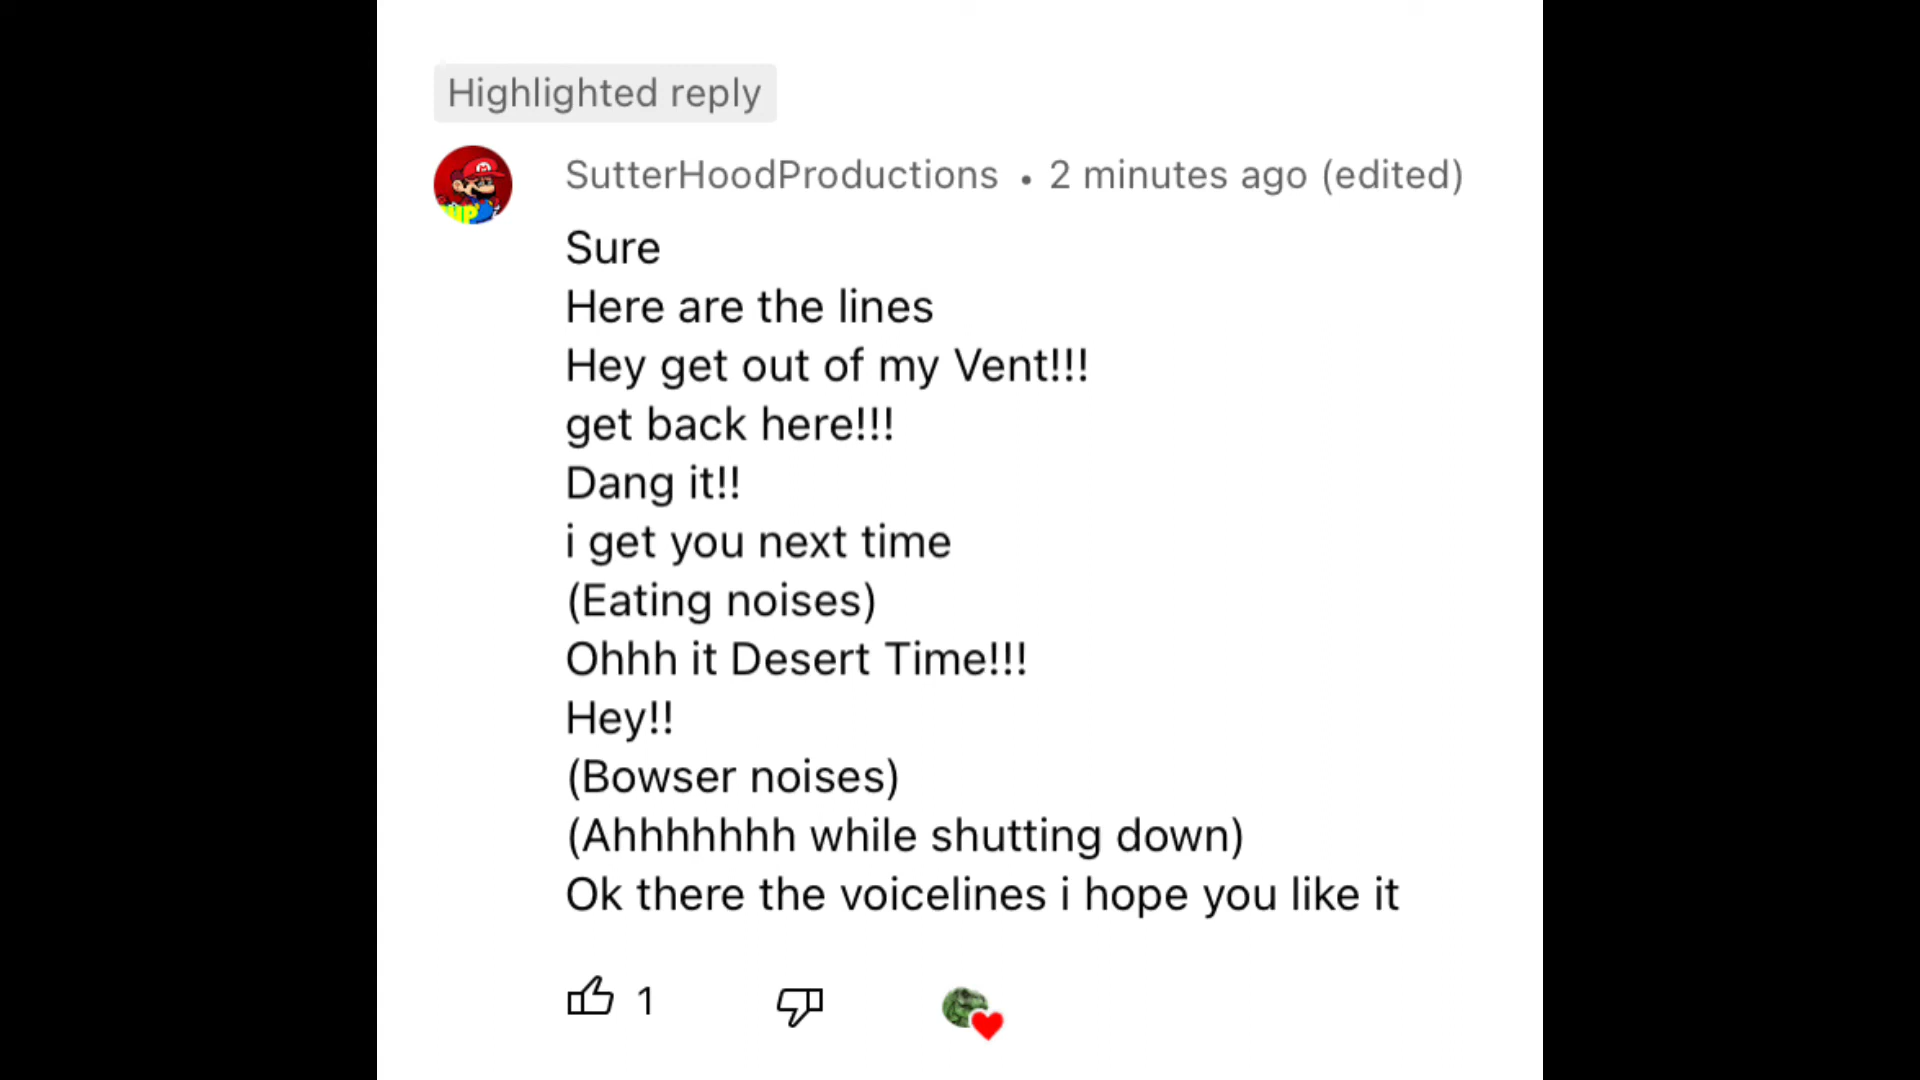 Highlighted reply
SutterHoodProductions • 2 minutes ago (edited)
Sure
Here are the lines
Hey get out of my Vent!!!
get back here!!!
Dang it!!
i get you next time
(Eating noises)
Ohhh it Desert Time!!!
Hey!!
(Bowser noises)
(Ahhhhhhh while shutting down)
Ok there the voicelines i hope you like it
1